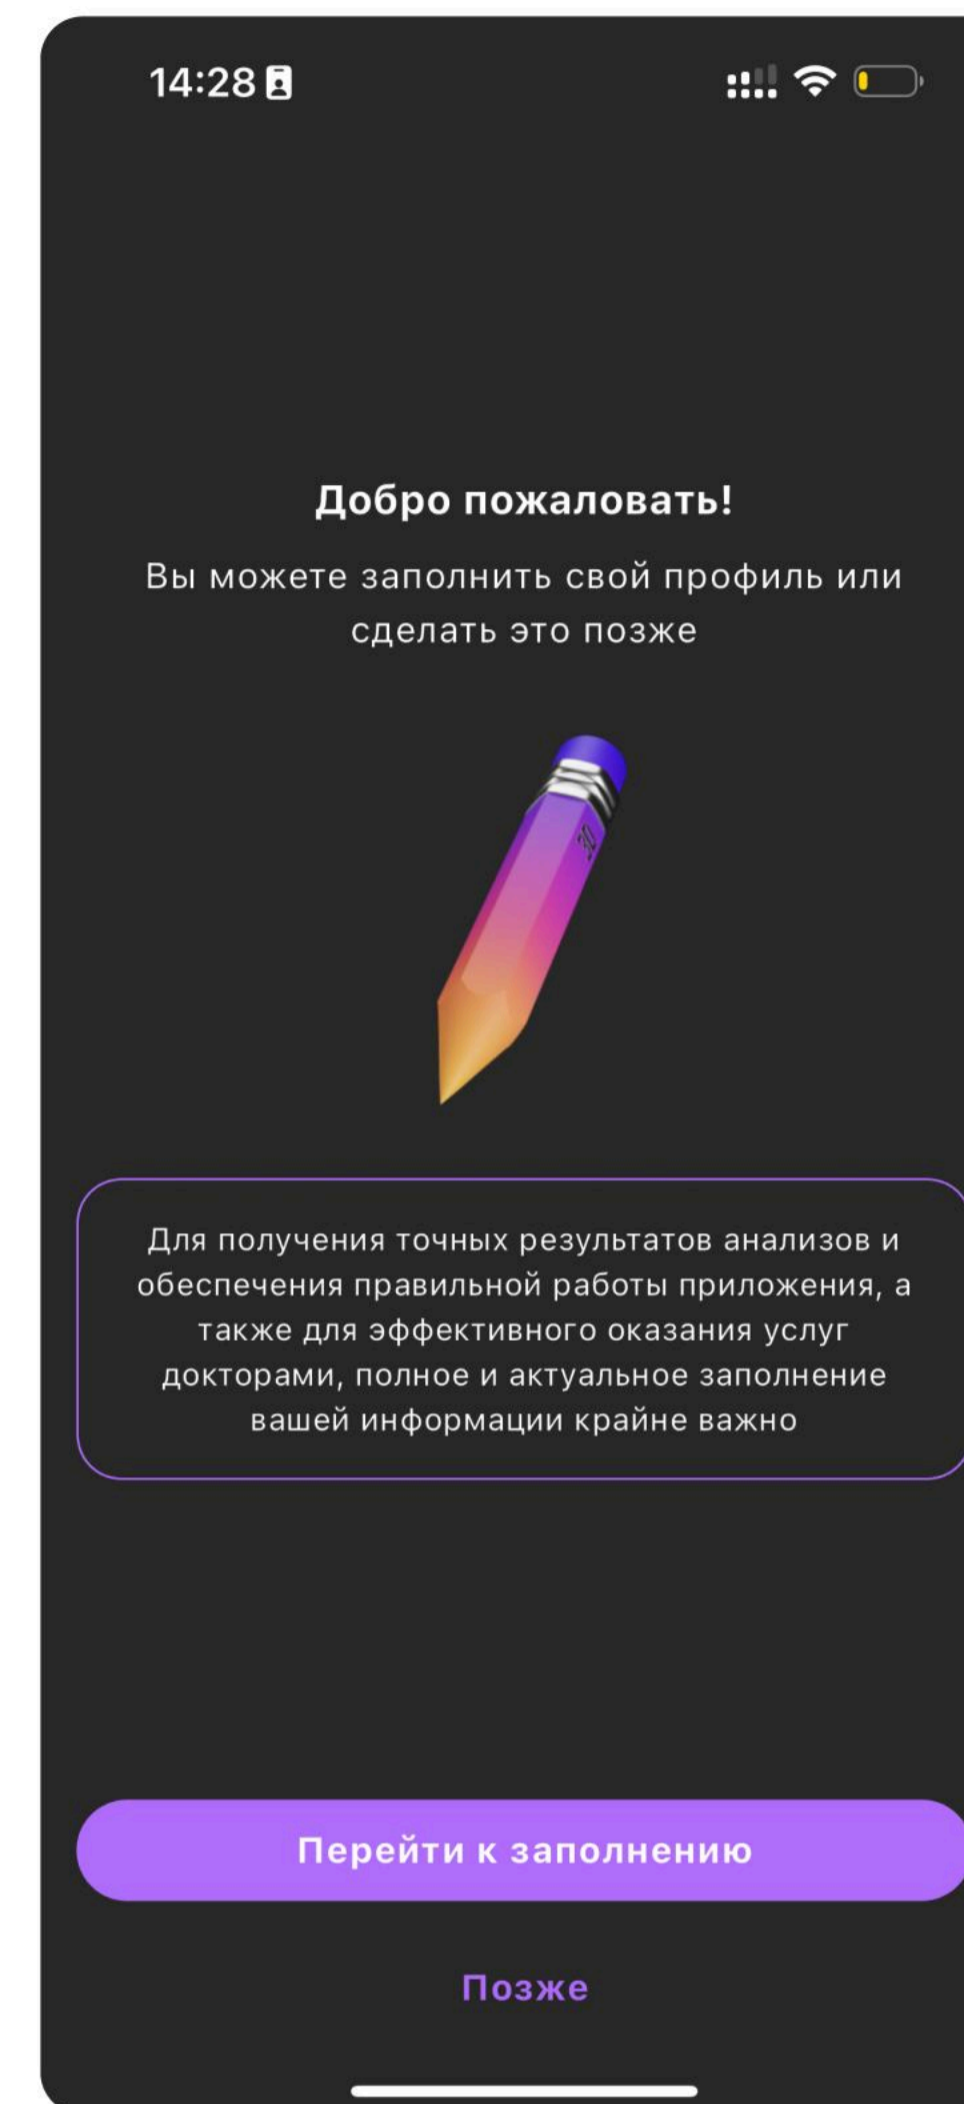 14:28
Добро пожаловать!
Вы можете заполнить свой профиль или
сделать это позже
Для получения точных результатов анализов и
обеспечения правильной работы приложения, а
также для эффективного оказания услуг
докторами, полное и актуальное заполнение
вашей информации крайне важно
Перейти к заполнению
Позже